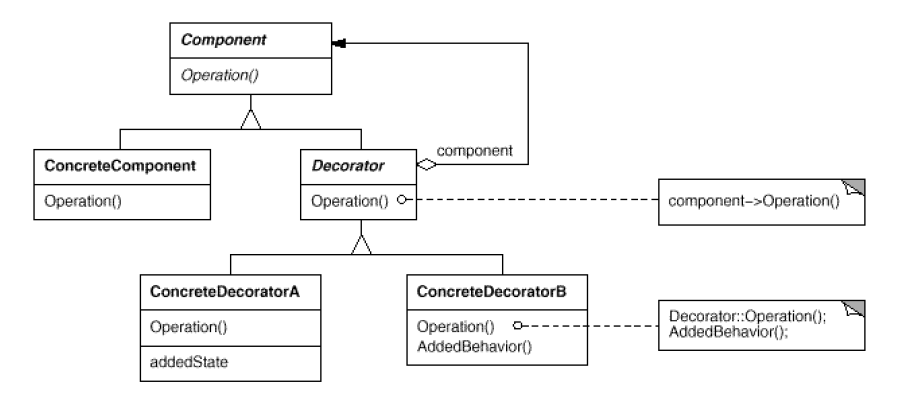 Component
Operation()
component
ConcreteComponent
Operation()
Decorator
Operation()
component->Operation()
ConcreteDecoratorA
Operation()
addedState
ConcreteDecoratorB
Operation()
AddedBehavior()
Decorator::Operation();
AddedBehavior();